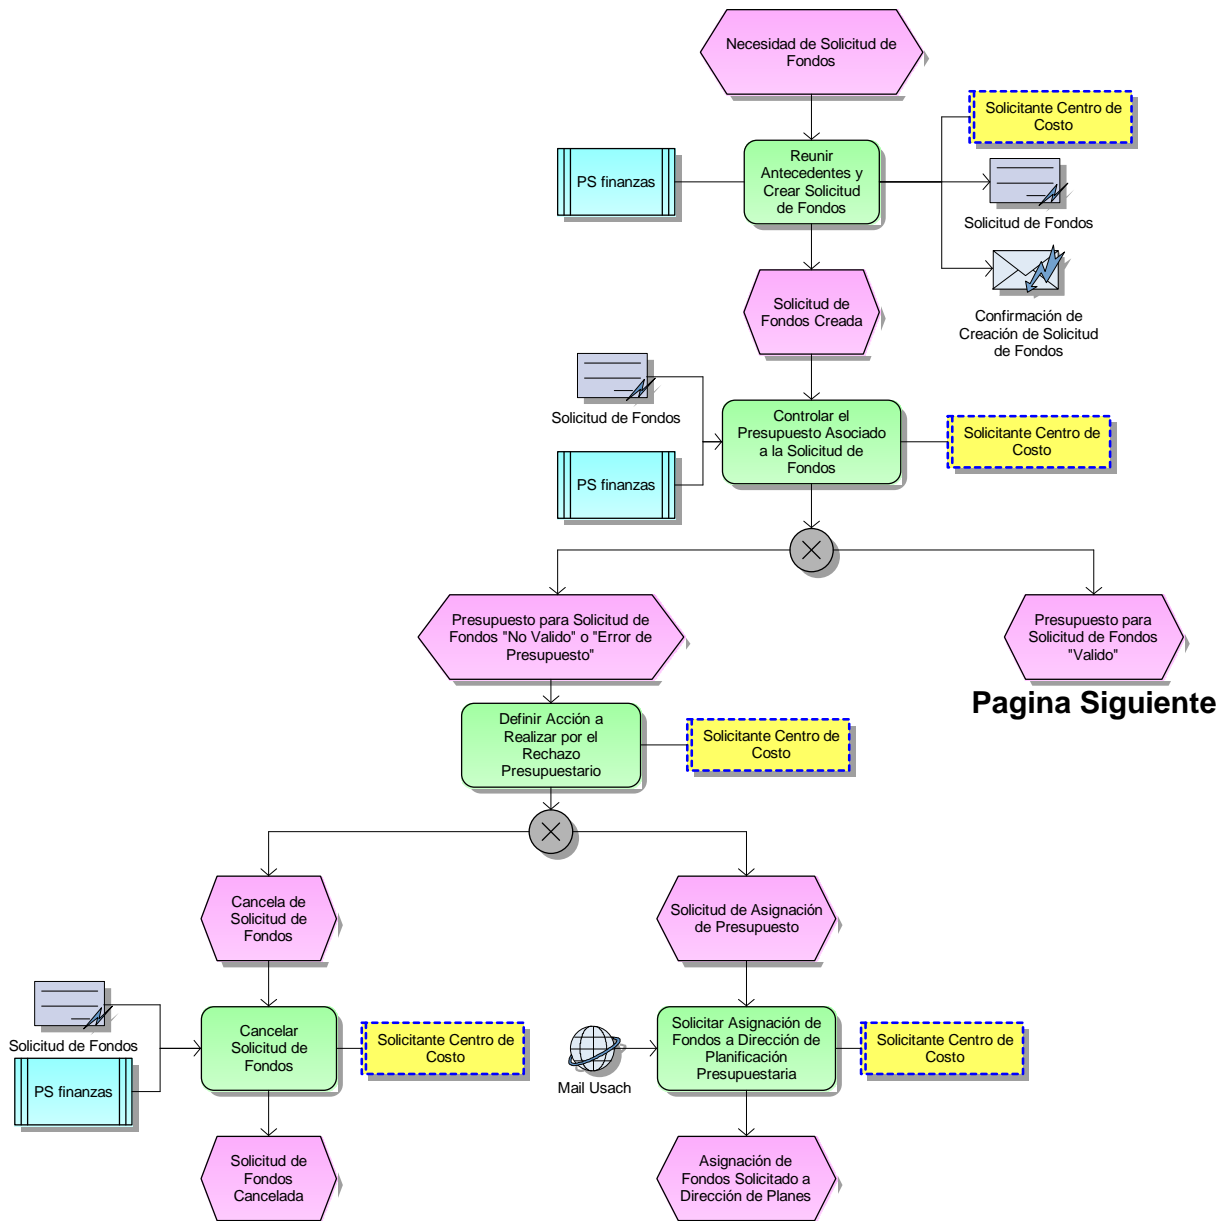 Necesidad de Solicitud de
Fondos
Solicitante Centro de
Costo
PS finanzas
Reunir
Antecedentes y
Crear Solicitud
de Fondos
Solicitud de Fondos
Confirmación de
Creación de Solicitud
de Fondos
Solicitud de
Fondos Creada
Solicitud de Fondos
PS finanzas
Controlar el
Presupuesto Asociado
a la Solicitud de
Fondos
Solicitante Centro de
Costo
Presupuesto para Solicitud de
Fondos "No Valido" o "Error de
Presupuesto"
Presupuesto para
Solicitud de Fondos
"Valido"
Pagina Siguiente
Definir Acción a
Realizar por el
Rechazo
Presupuestario
Solicitante Centro de
Costo
Cancela de
Solicitud de
Fondos
Solicitud de Asignación
de Presupuesto
Solicitud de Fondos
PS finanzas
Cancelar
Solicitud de
Fondos
Solicitante Centro de
Costo
Mail Usach
Solicitar Asignación de
Fondos a Dirección de
Planificación
Presupuestaria
Solicitante Centro de
Costo
Solicitud de
Fondos
Cancelada
Asignación de
Fondos Solicitado a
Dirección de Planes